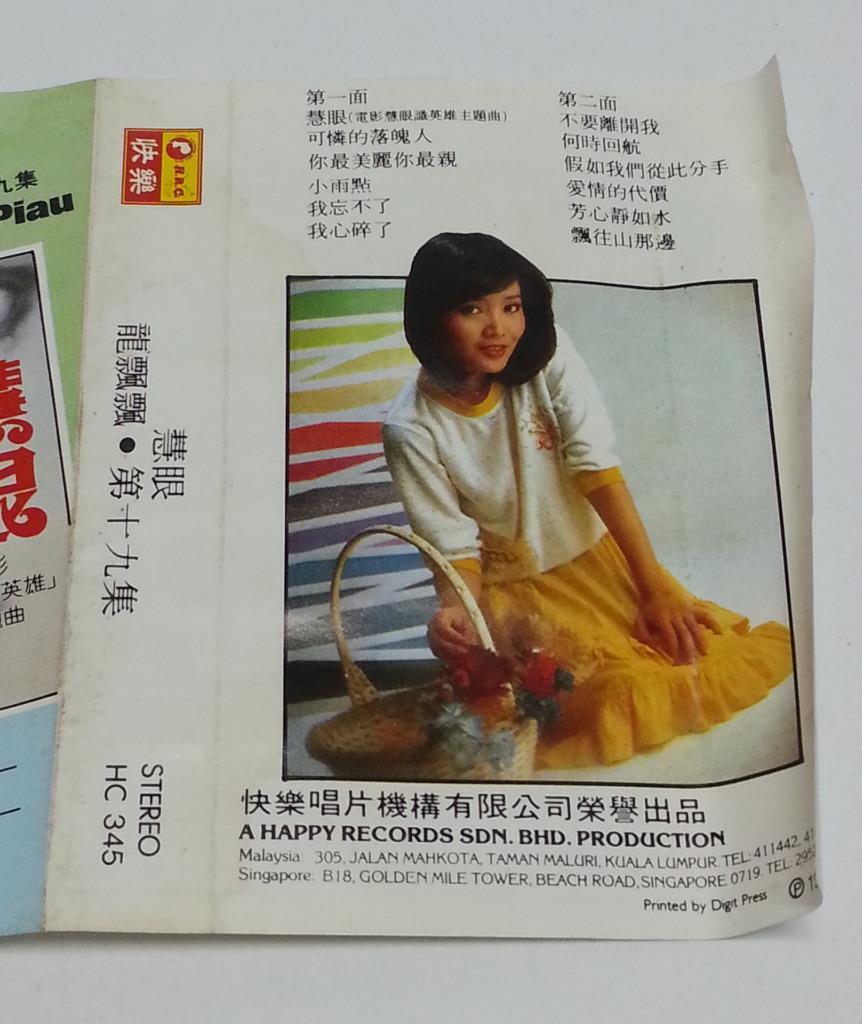 九集
Piau
英雄」
曲
快樂
H.R.C.
龍飄飄 ● 第十九集
慧眼
STEREO
HC 345
第一面
慧眼(電影慧眼識英雄主題曲)
可憐的落魄人
你最美麗你最親
小雨點
我忘不了
我心碎了
第二面
不要離開我
何時回航
假如我們從此分手
愛情的代價
芳心靜如水
飄往山那邊
快樂唱片機構有限公司榮譽出品
A HAPPY RECORDS SDN. BHD. PRODUCTION
Malaysia: 305, JALAN MAHKOTA, TAMAN MALURI, KUALA LUMPUR. TEL: 411442, 41
Singapore: B18, GOLDEN MILE TOWER, BEACH ROAD, SINGAPORE 0719. TEL: 295
Printed by Digit Press
℗ 1